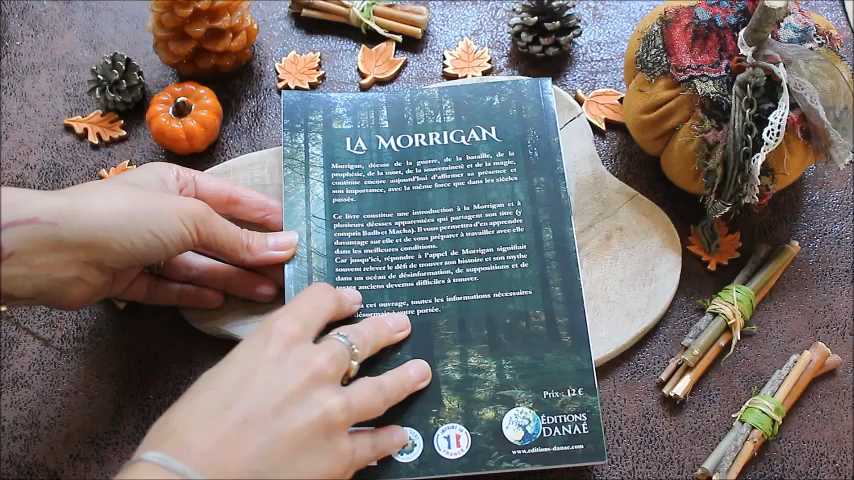 LA MORRIGAN
Morrigan, déesse de la guerre, de la bataille, de la
prophétie, de la mort, de la souveraineté et de la magie,
continue encore aujourd'hui d'affirmer sa présence et
son importance, avec la même force que dans les siècles
passés.
Ce livre constitue une introduction à la Morrigan et à
plusieurs déesses apparentées qui partagent son titre (y
compris Badb et Macha). Il vous permettra d'en apprendre
davantage sur elle et de vous préparer à travailler avec elle
dans les meilleures conditions.
Car jusqu'ici, répondre à l'appel de Morrigan signifiait
souvent relever le défi de trouver son histoire et son mythe
dans un océan de désinformation, de suppositions et de
textes anciens devenus difficiles à trouver.
cet ouvrage, toutes les informations nécessaires
désormais à votre portée.
Prix : 12 €
ÉDITIONS
DANAÉ
www.editions-danae.com
IMPRIMÉ EN
1
FRANCE